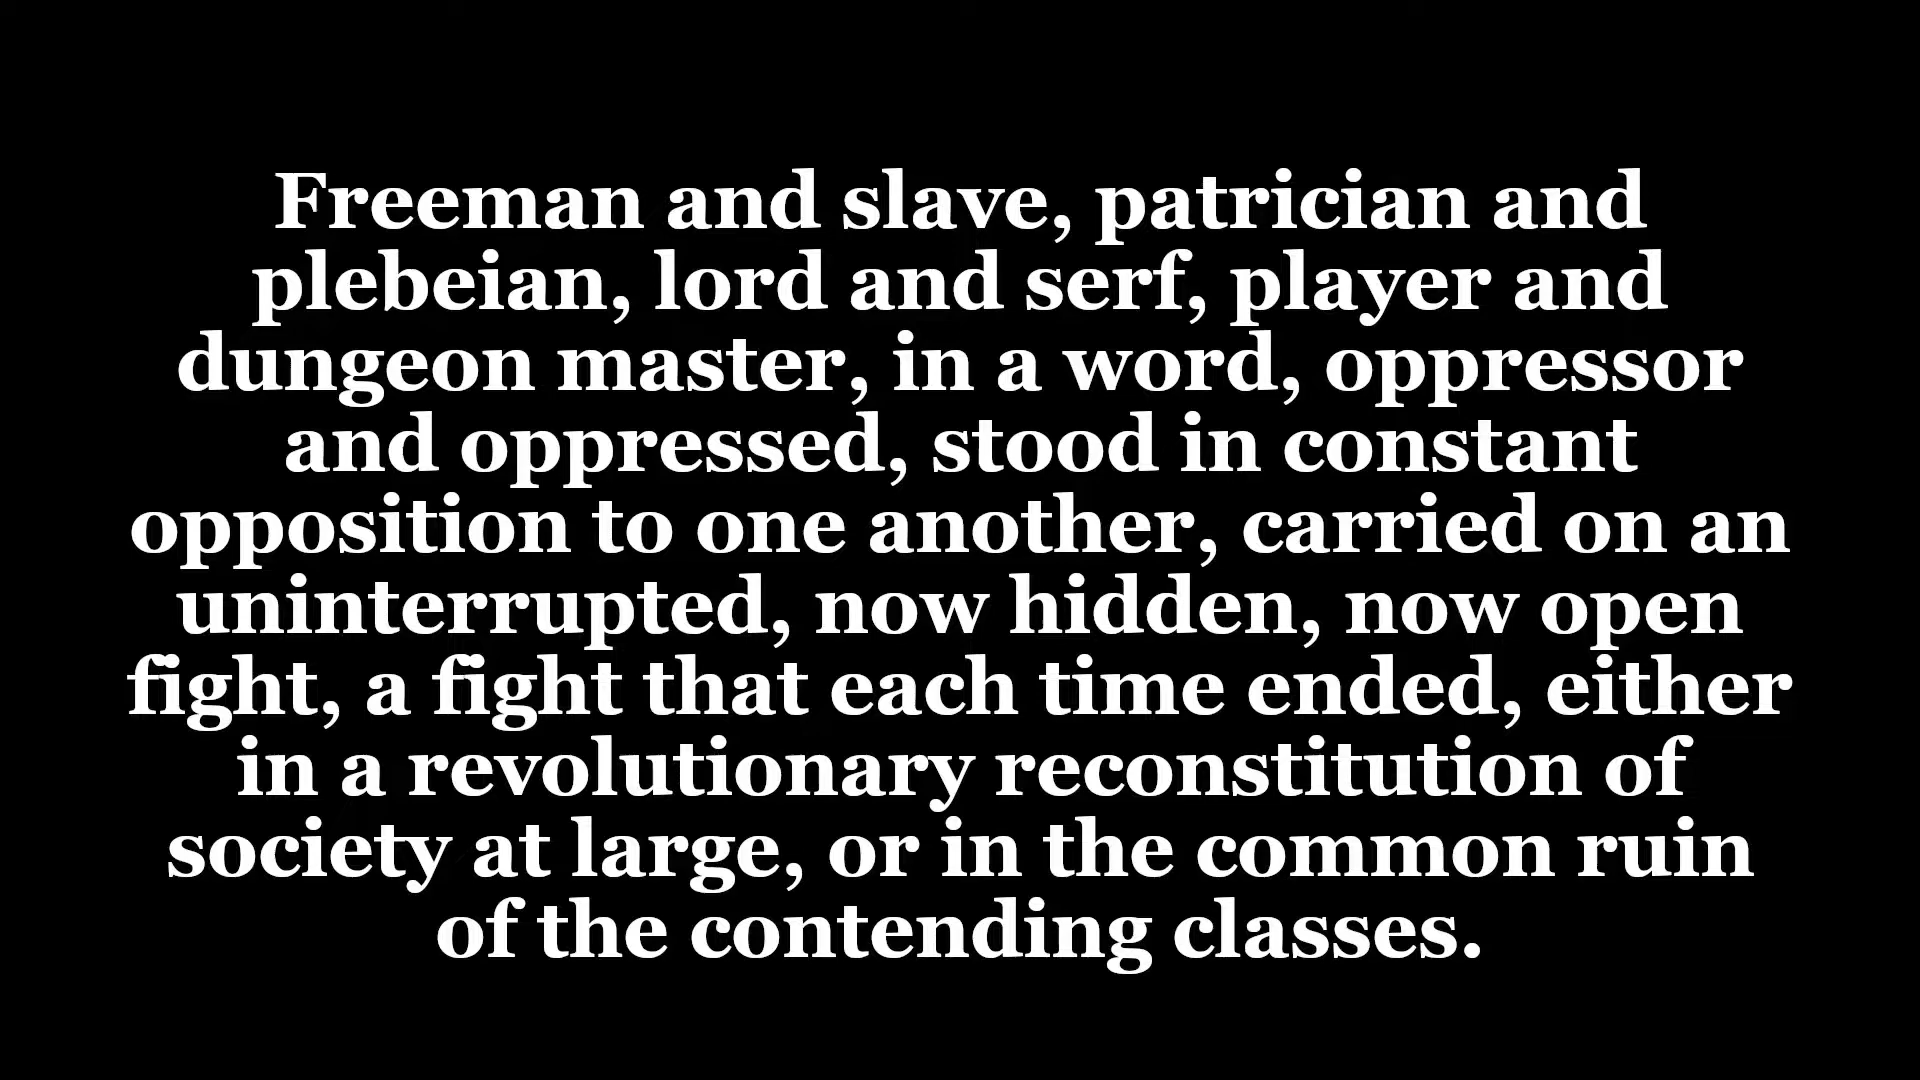 Freeman and slave, patrician and
plebeian, lord and serf, player and
dungeon master, in a word, oppressor
and oppressed, stood in constant
opposition to one another, carried on an
uninterrupted, now hidden, now open
fight, a fight that each time ended, either
in a revolutionary reconstitution of
society at large, or in the common ruin
of the contending classes.